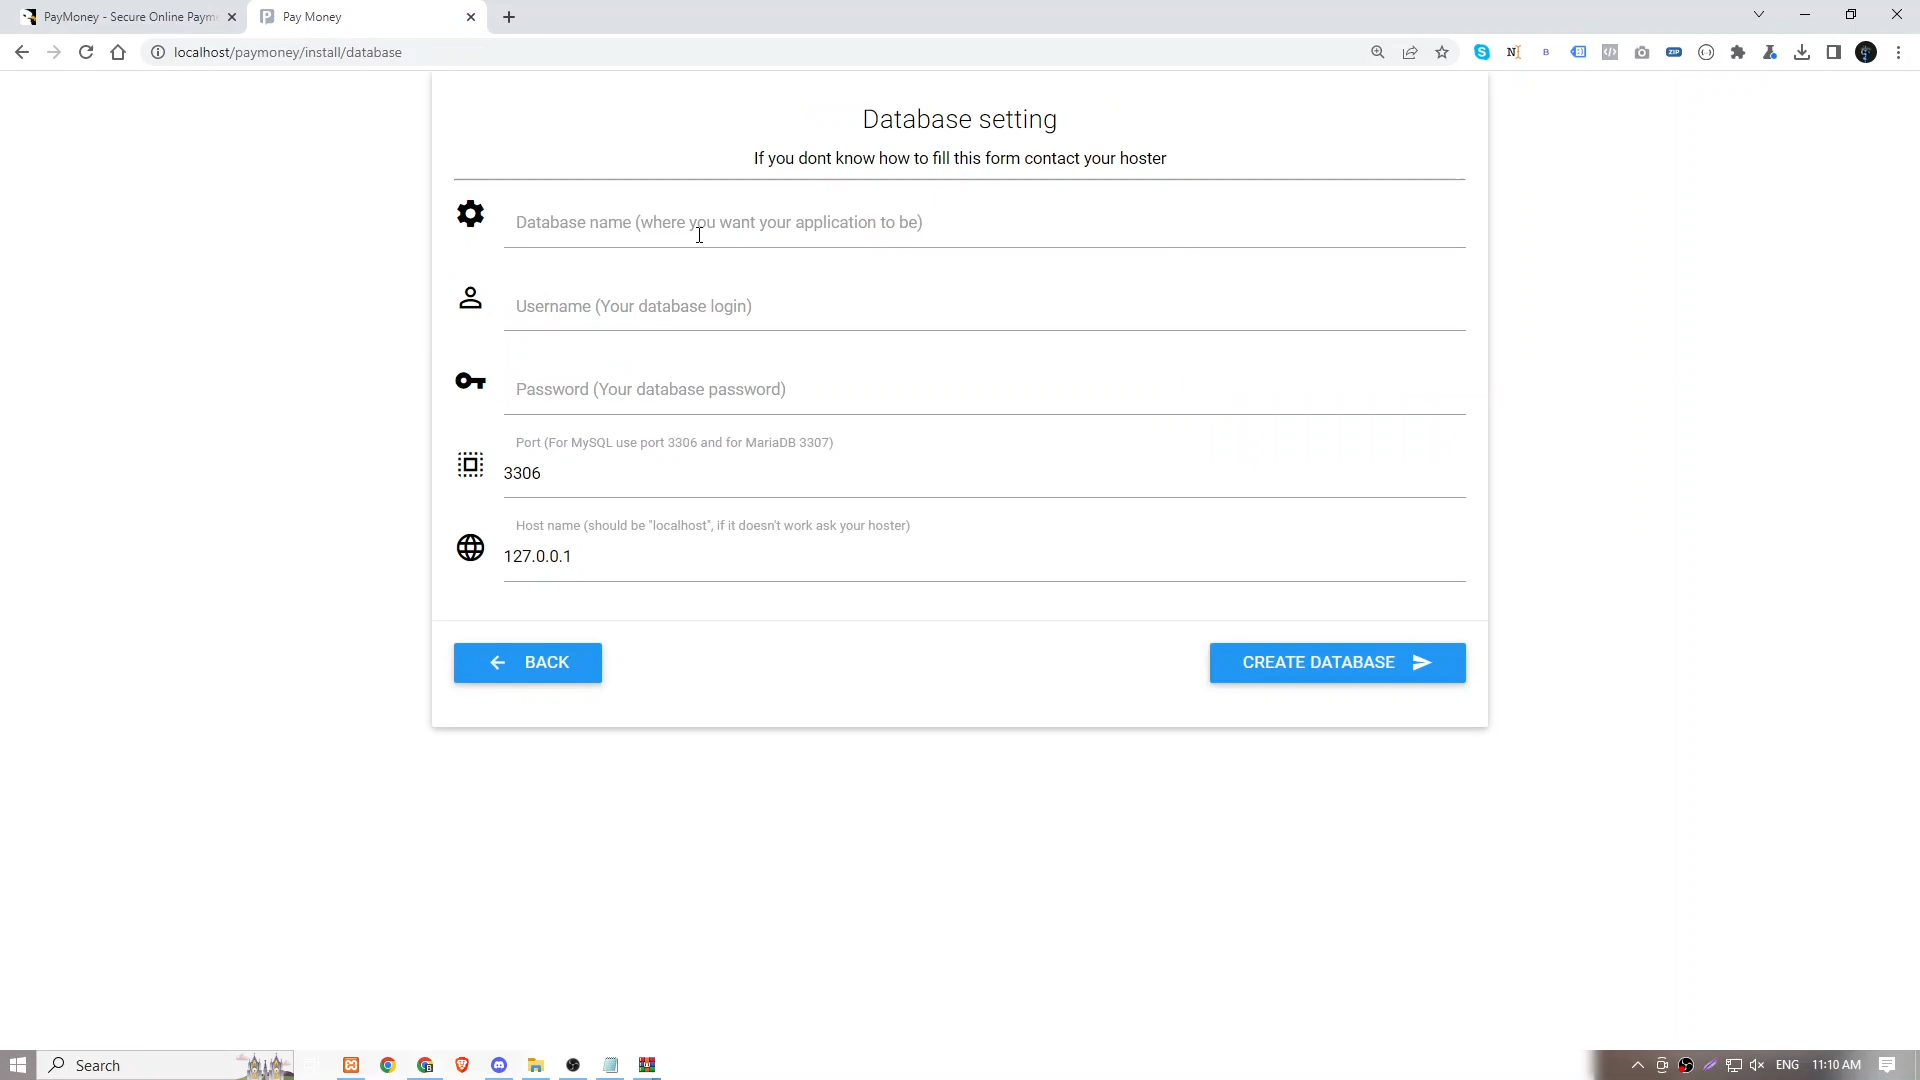 PayMoney - Secure Online Payme
Pay Money
localhost/paymoney/install/database
Database setting
If you dont know how to fill this form contact your hoster
Database name (where you want your application to be)
Username (Your database login)
Password (Your database password)
Port (For MySQL use port 3306 and for MariaDB 3307)
3306
Host name (should be "localhost", if it doesn't work ask your hoster)
127.0.0.1
BACK
CREATE DATABASE
Search
ENG
11:10 AM